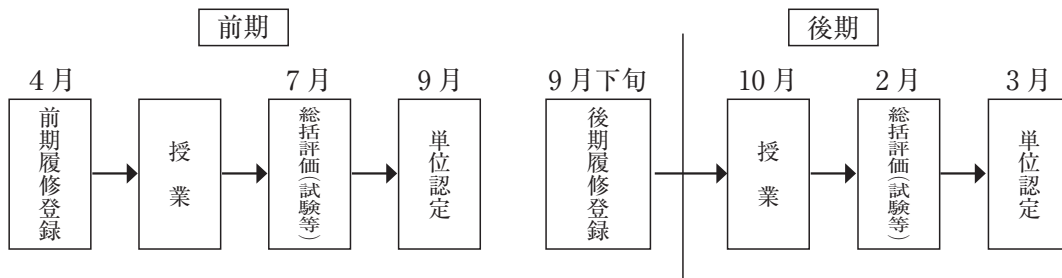 前期
後期
4月
7月
9月
9月下旬
10月
2月
3月
前期履修登録
授業
総括評価(試験等)
単位認定
後期履修登録
授業
総括評価(試験等)
単位認定